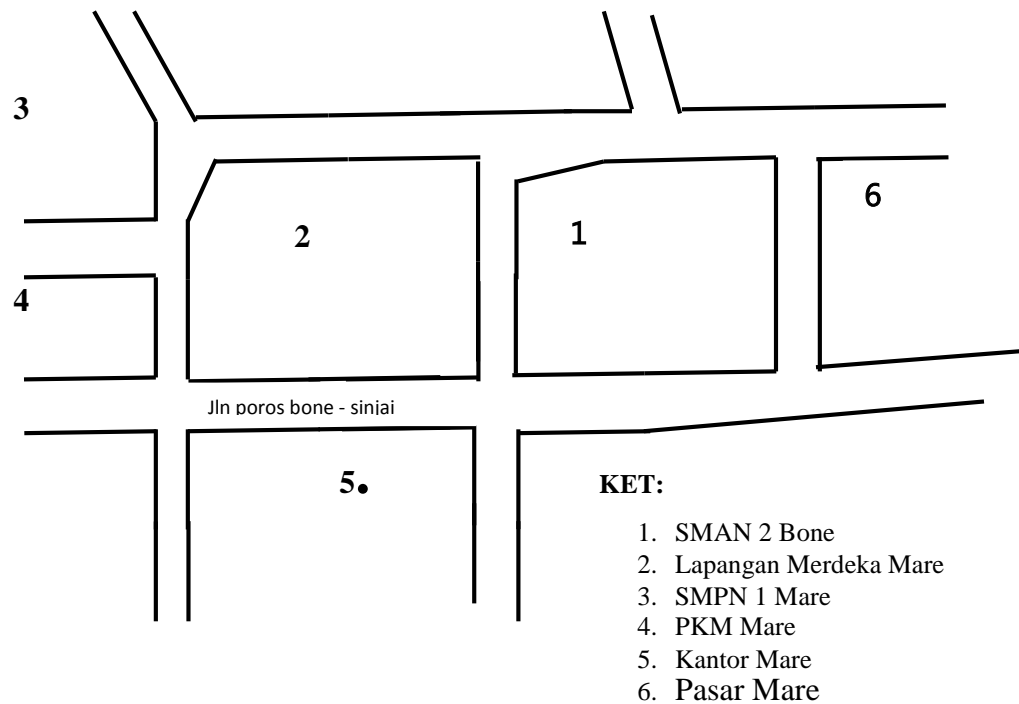 3
2
1
6
4
Jln poros bone - sinjai
5.
KET:
1. SMAN 2 Bone
2. Lapangan Merdeka Mare
3. SMPN 1 Mare
4. PKM Mare
5. Kantor Mare
6. Pasar Mare